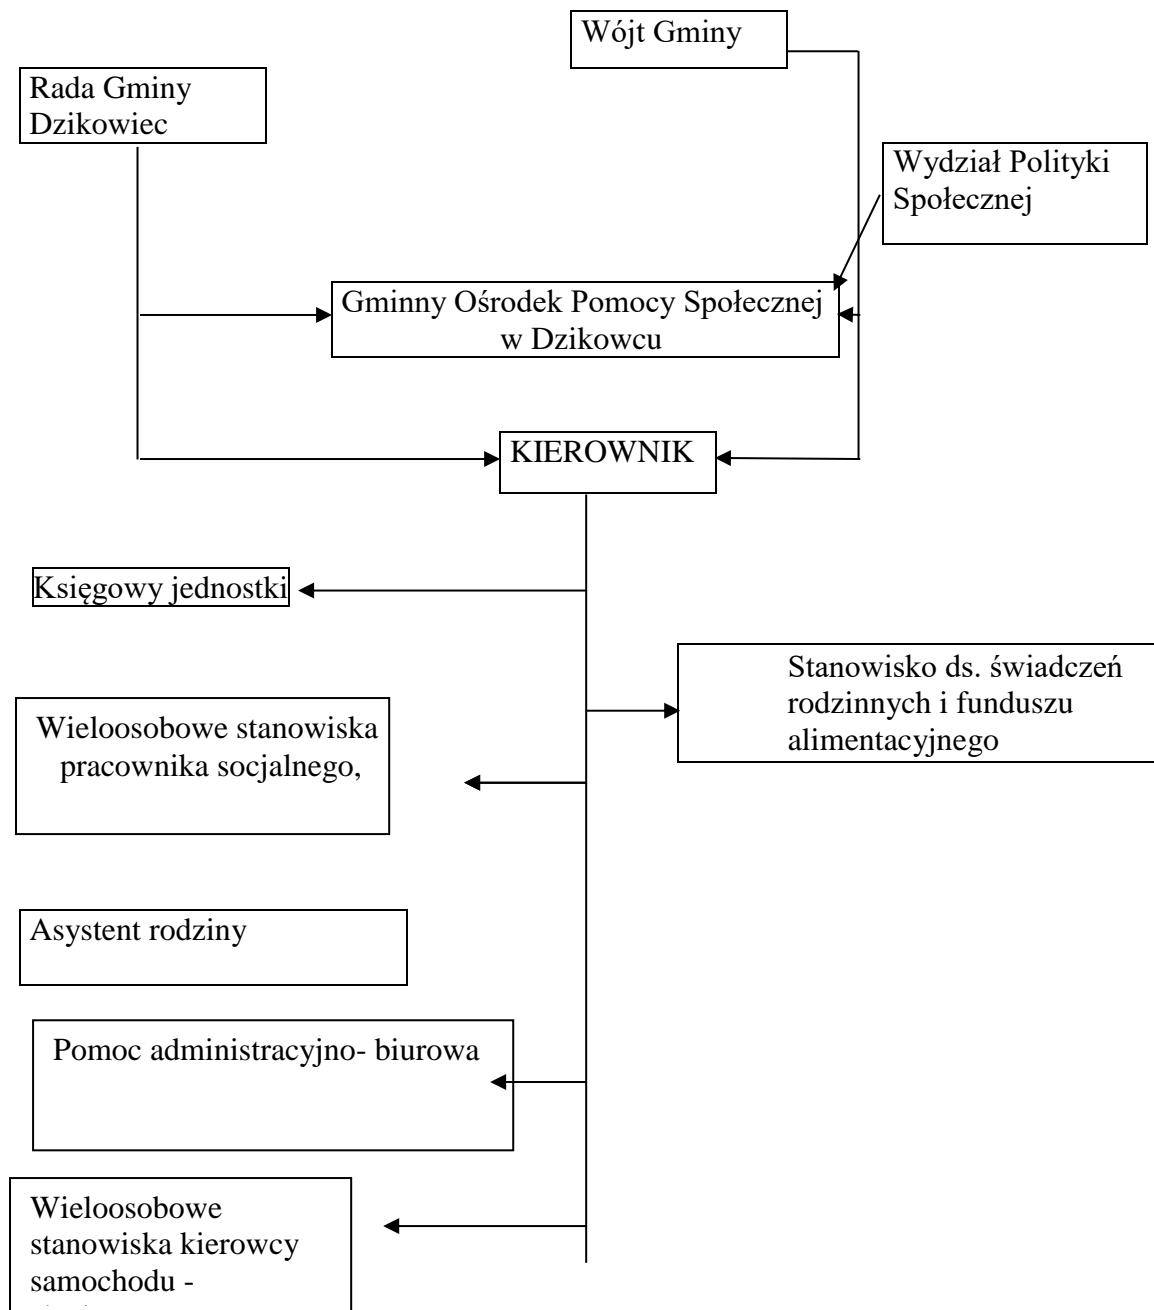 Wójt Gminy
Rada Gminy
Dzikowiec
Wydział Polityki
Społecznej
Gminny Ośrodek Pomocy Społecznej
w Dzikowcu
KIEROWNIK
Księgowy jednostki
Stanowisko ds. świadczeń
rodzinnych i funduszu
alimentacyjnego
Wieloosobowe stanowiska
pracownika socjalnego,
Asystent rodziny
Pomoc administracyjno- biurowa
Wieloosobowe
stanowiska kierowcy
samochodu -